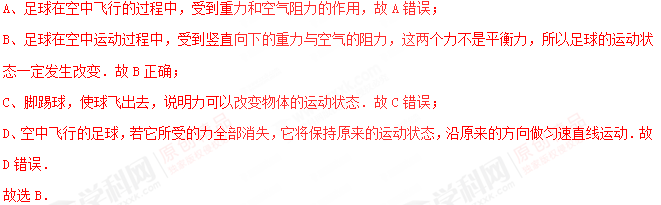 A、足球在空中飞行的过程中，受到重力和空气阻力的作用，故 A 错误；
B、足球在空中运动过程中，受到竖直向下的重力与空气的阻力，这两个力不是平衡力，所以足球的运动状
态一定发生改变．故 B 正确；
C、脚踢球，使球飞出去，说明力可以改变物体的运动状态．故 C 错误；
D、空中飞行的足球，若它所受的力全部消失，它将保持原来的运动状态，沿原来的方向做匀速直线运动．故
D 错误．
故选 B．